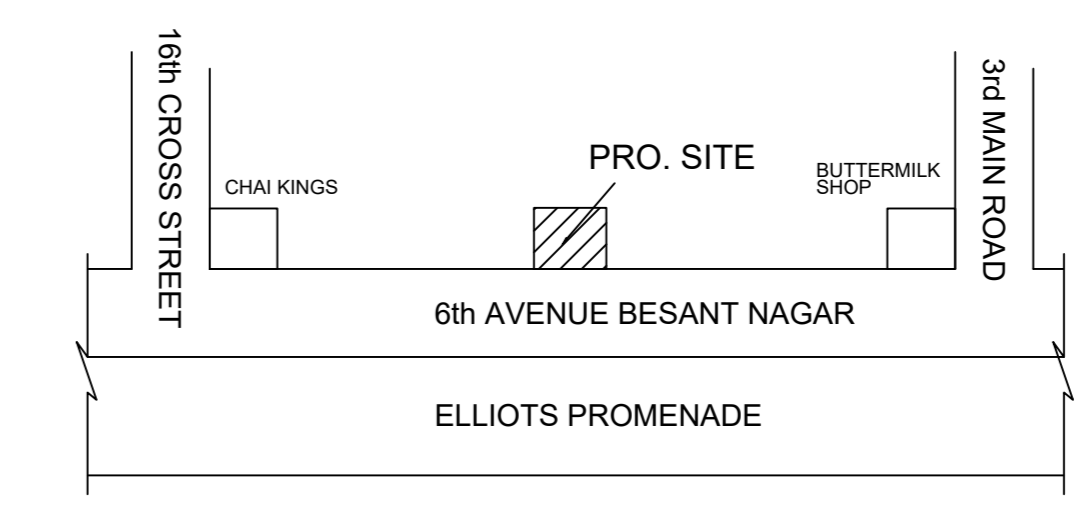 16th CROSS STREET
3rd MAIN ROAD
PRO. SITE
CHAI KINGS
BUTTERMILK
SHOP
6th AVENUE BESANT NAGAR
ELLIOTS PROMENADE